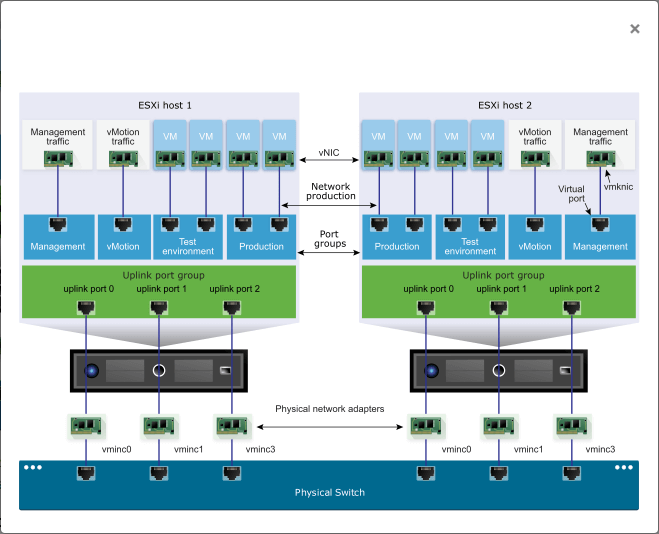 ×
ESXi host 1
ESXi host 2
Management
traffic
vMotion
traffic
VM
VM
VM
VM
vNIC
VM
VM
VM
VM
vMotion
traffic
Management
traffic
Network
production
Virtual
port
vmknic
Management
vMotion
Test
environment
Production
Port
groups
Production
Test
environment
vMotion
Management
Uplink port group
uplink port 0
uplink port 1
uplink port 2
Uplink port group
uplink port 0
uplink port 1
uplink port 2
Physical network adapters
vminc0
vminc1
vminc3
vminc0
vminc1
vminc3
Physical Switch